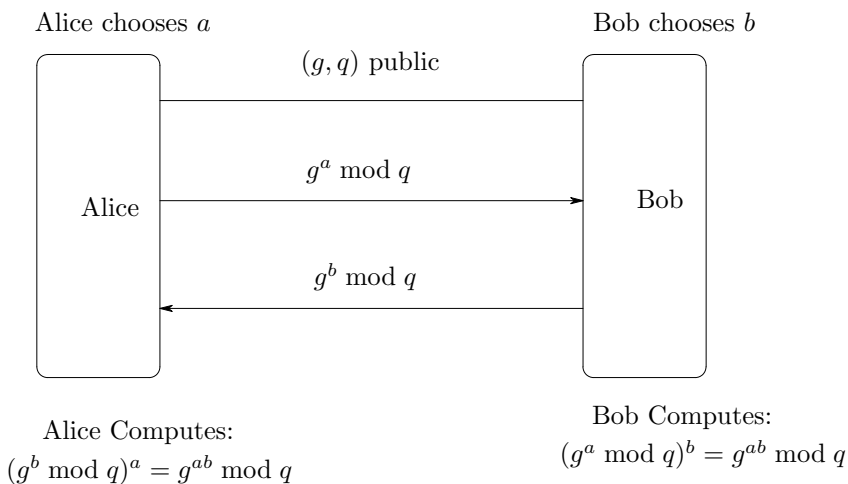 Alice chooses a
Bob chooses b
(g, q) public
g^a mod q
Alice
Bob
g^b mod q
Alice Computes:
(g^b mod q)^a = g^{ab} mod q
Bob Computes:
(g^a mod q)^b = g^{ab} mod q